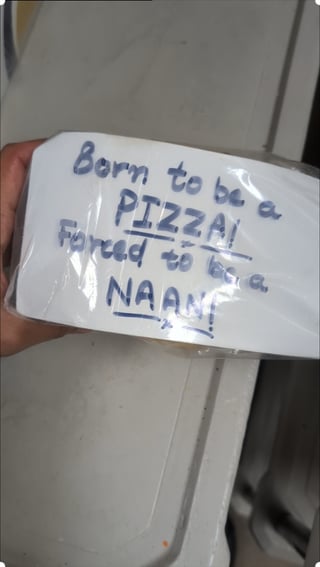 Born to be a
PIZZA!
Forced to be a
NAAN!